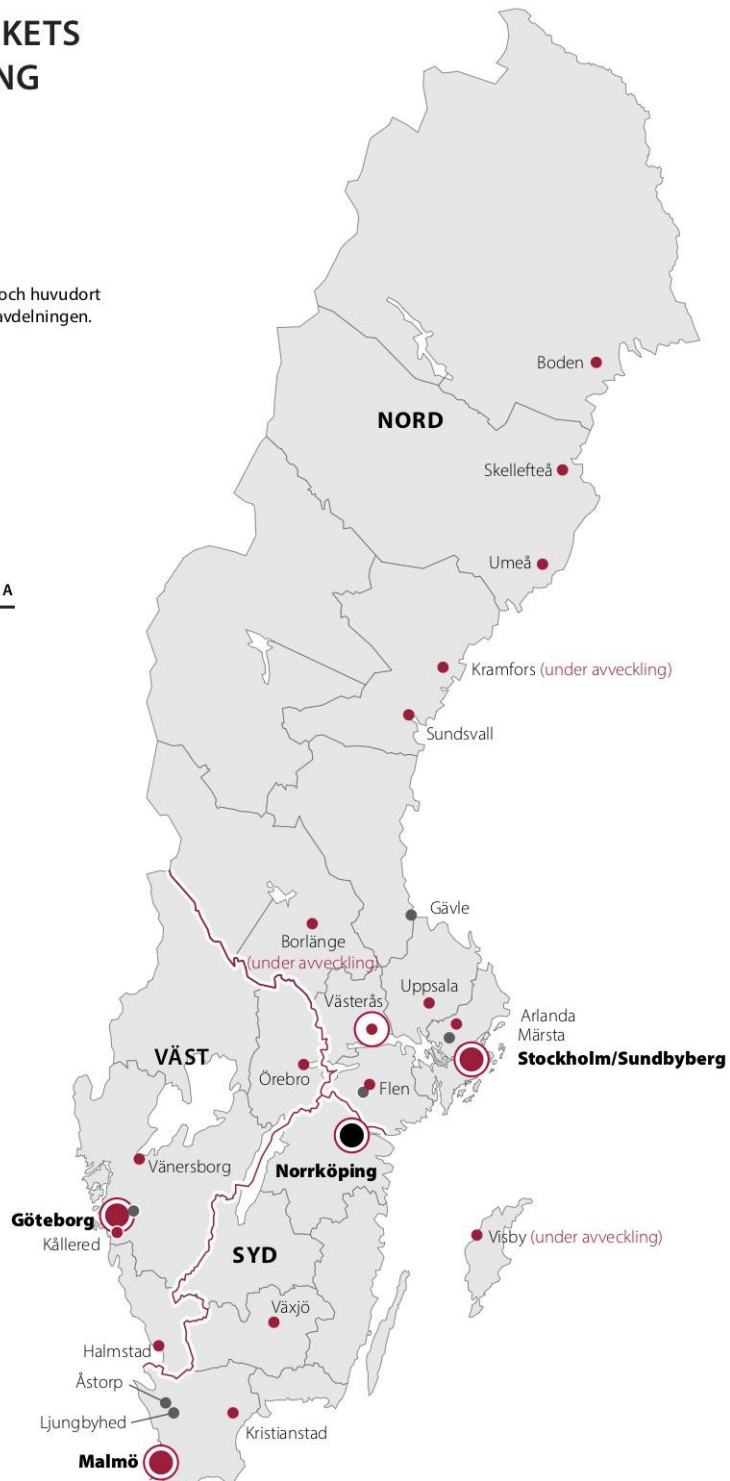 KETS
NG
och huvudort
avdelningen.
Boden
NORD
Skellefteå
Umeå
A
Kramfors (under avveckling)
Sundsvall
Gävle
Borlänge
(under avveckling)
Uppsala
Västerås
Arlanda
Märsta
Stockholm/Sundbyberg
VÄST
Örebro
Flen
Vänersborg
Norrköping
Göteborg
Kållered
Visby (under avveckling)
SYD
Växjö
Halmstad
Åstorp
Ljungbyhed
Kristianstad
Malmö